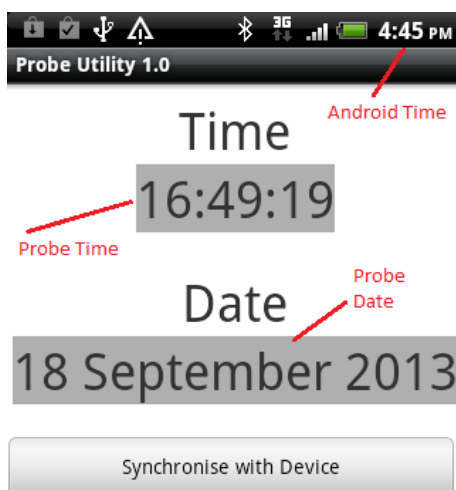 3G
4:45 PM
Probe Utility 1.0
Android Time
Time
16:49:19
Probe Time
Probe
Date
Date
18 September 2013
Synchronise with Device